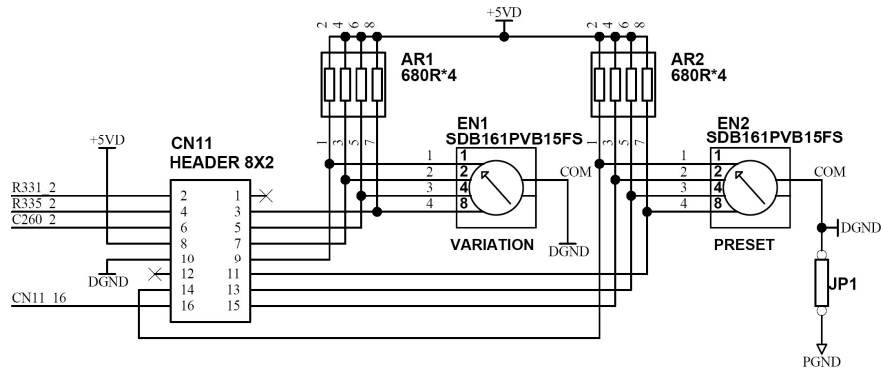 +5VD
2 4 6 8
2 4 6 8
AR1
680R*4
AR2
680R*4
1 3 5 7
1 3 5 7
EN1
SDB161PVB15FS
EN2
SDB161PVB15FS
+5VD
CN11
HEADER 8X2
1 1
2 2
3 4
4 8
COM
1 1
2 2
3 4
4 8
COM
R331_2
R335_2
C260_2
2 1
4 3
6 5
8 7
10 9
12 11
14 13
16 15
DGND
VARIATION
DGND
PRESET
DGND
CN11_16
JP1
PGND